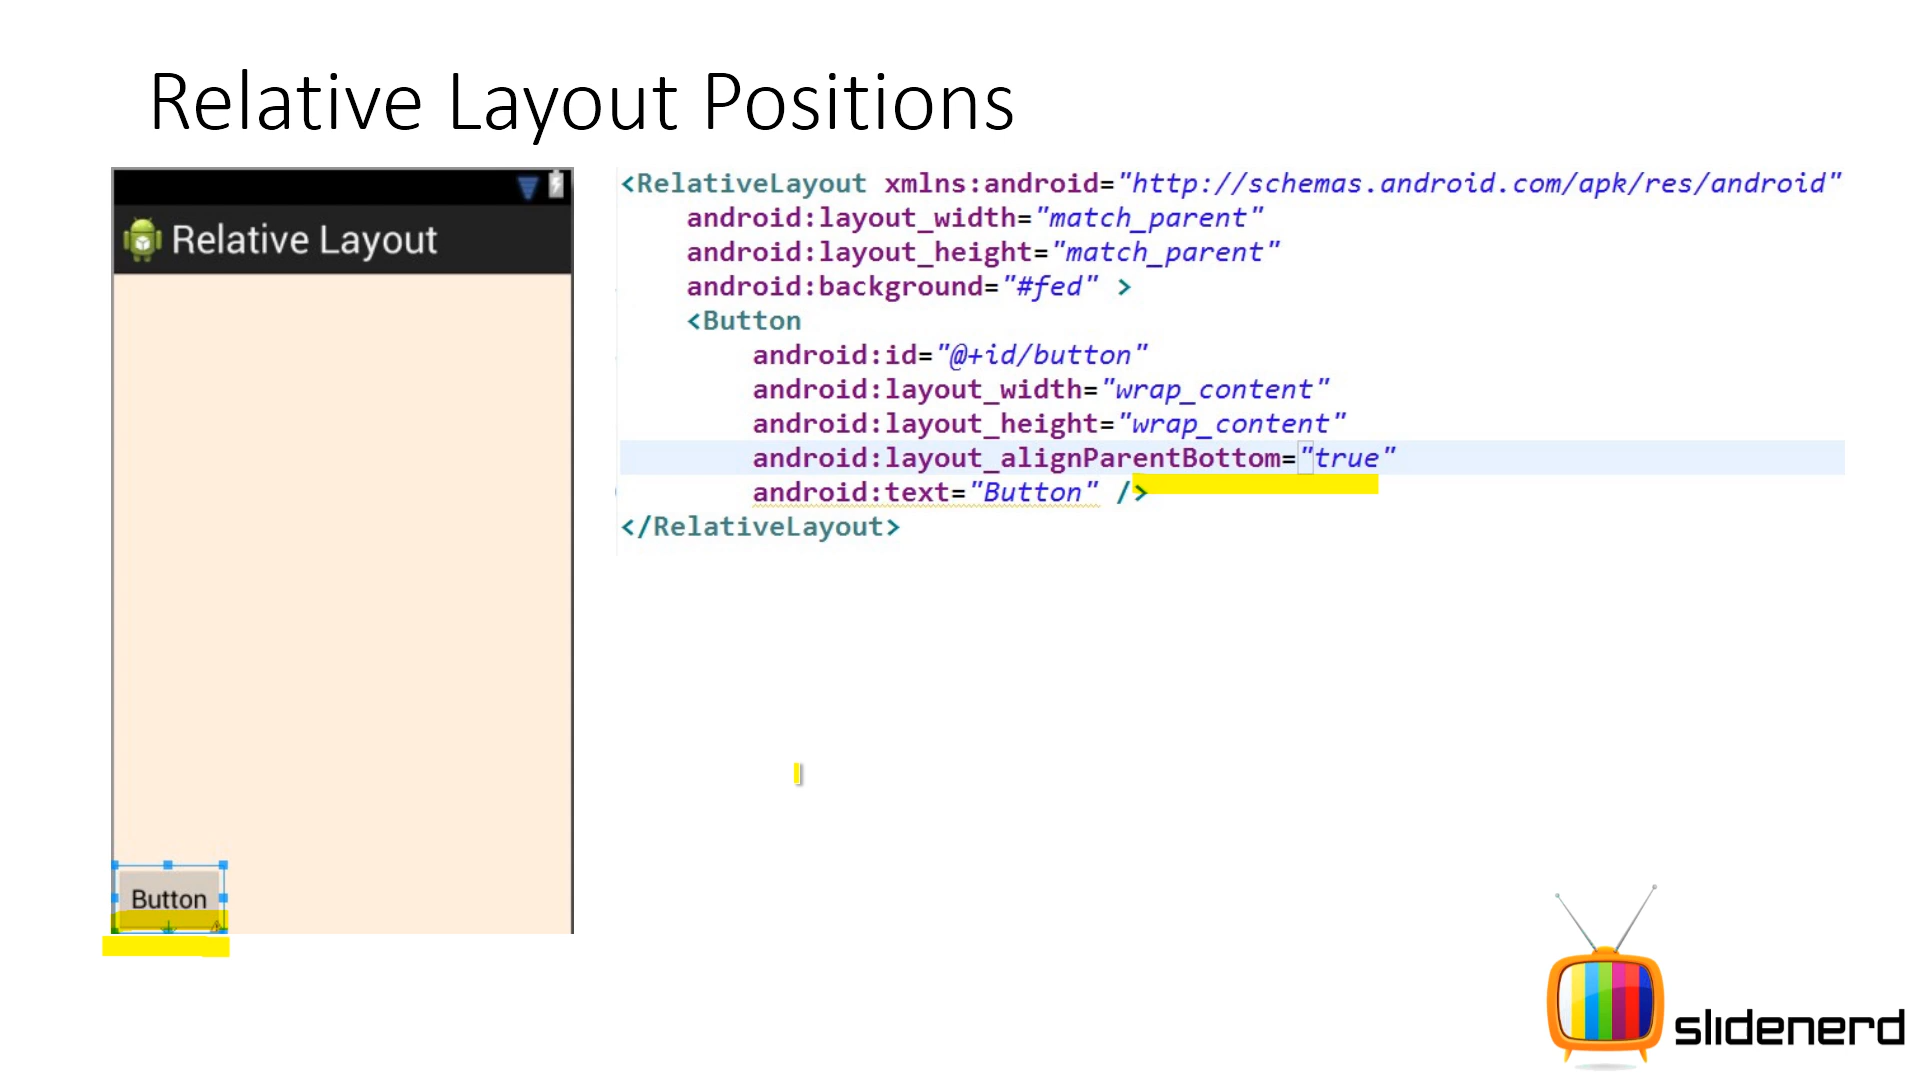 Relative Layout Positions
Relative Layout
Button
<RelativeLayout xmlns:android="http://schemas.android.com/apk/res/android"
android:layout_width="match_parent"
android:layout_height="match_parent"
android:background="#fed" >
<Button
android:id="@+id/button"
android:layout_width="wrap_content"
android:layout_height="wrap_content"
android:layout_alignParentBottom="true"
android:text="Button" />
</RelativeLayout>
slidenerd